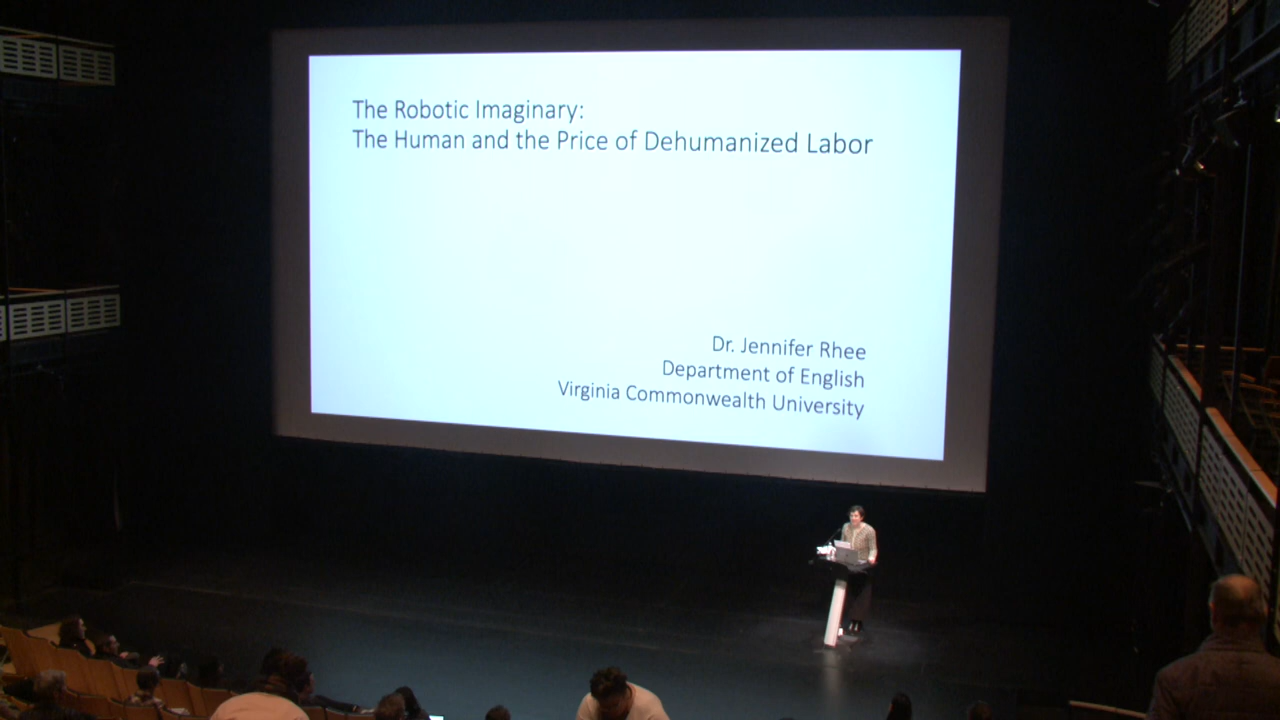 The Robotic Imaginary:
The Human and the Price of Dehumanized Labor
Dr. Jennifer Rhee
Department of English
Virginia Commonwealth University